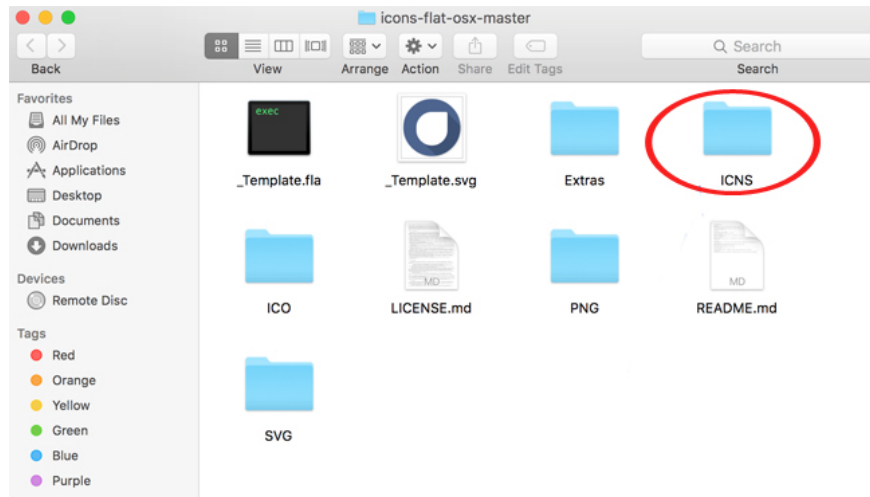 icons-flat-osx-master
Search
Back
View
Arrange
Action
Share
Edit Tags
Search
Favorites
All My Files
AirDrop
Applications
Desktop
Documents
Downloads
Devices
Remote Disc
Tags
Red
Orange
Yellow
Green
Blue
Purple
exec
_Template.fla
_Template.svg
Extras
ICNS
MD
MD
ICO
LICENSE.md
PNG
README.md
SVG